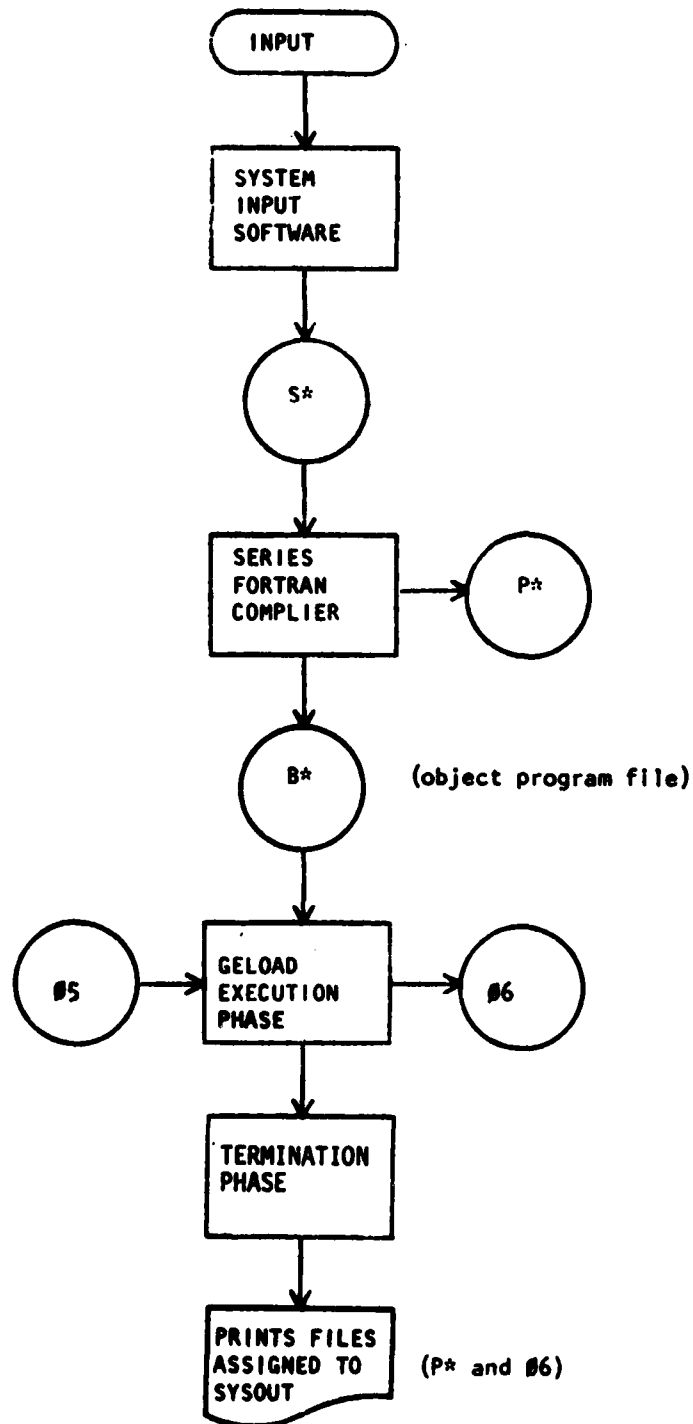 INPUT
SYSTEM
INPUT
SOFTWARE
S*
SERIES
FORTRAN
COMPLIER
P*
B*
(object program file)
Ø5
GELOAD
EXECUTION
PHASE
Ø6
TERMINATION
PHASE
PRINTS FILES
ASSIGNED TO
SYSOUT
(P* and Ø6)